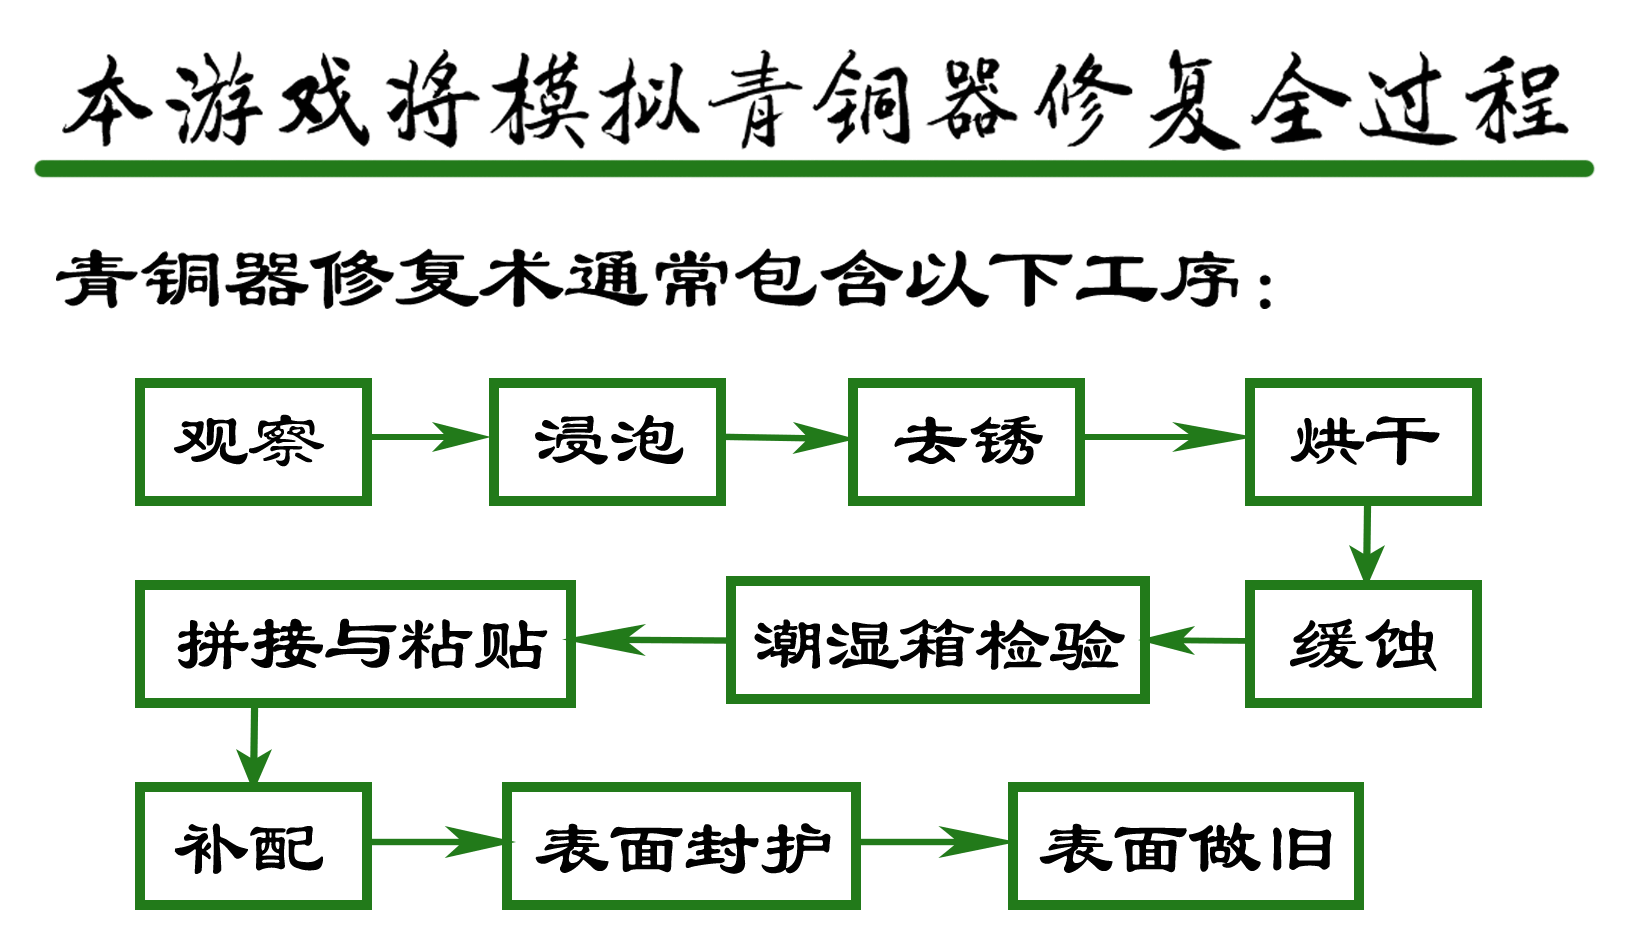 本游戏将模拟青铜器修复全过程
青铜器修复术通常包含以下工序：
观察
浸泡
去锈
烘干
缓蚀
潮湿箱检验
拼接与粘贴
补配
表面封护
表面做旧